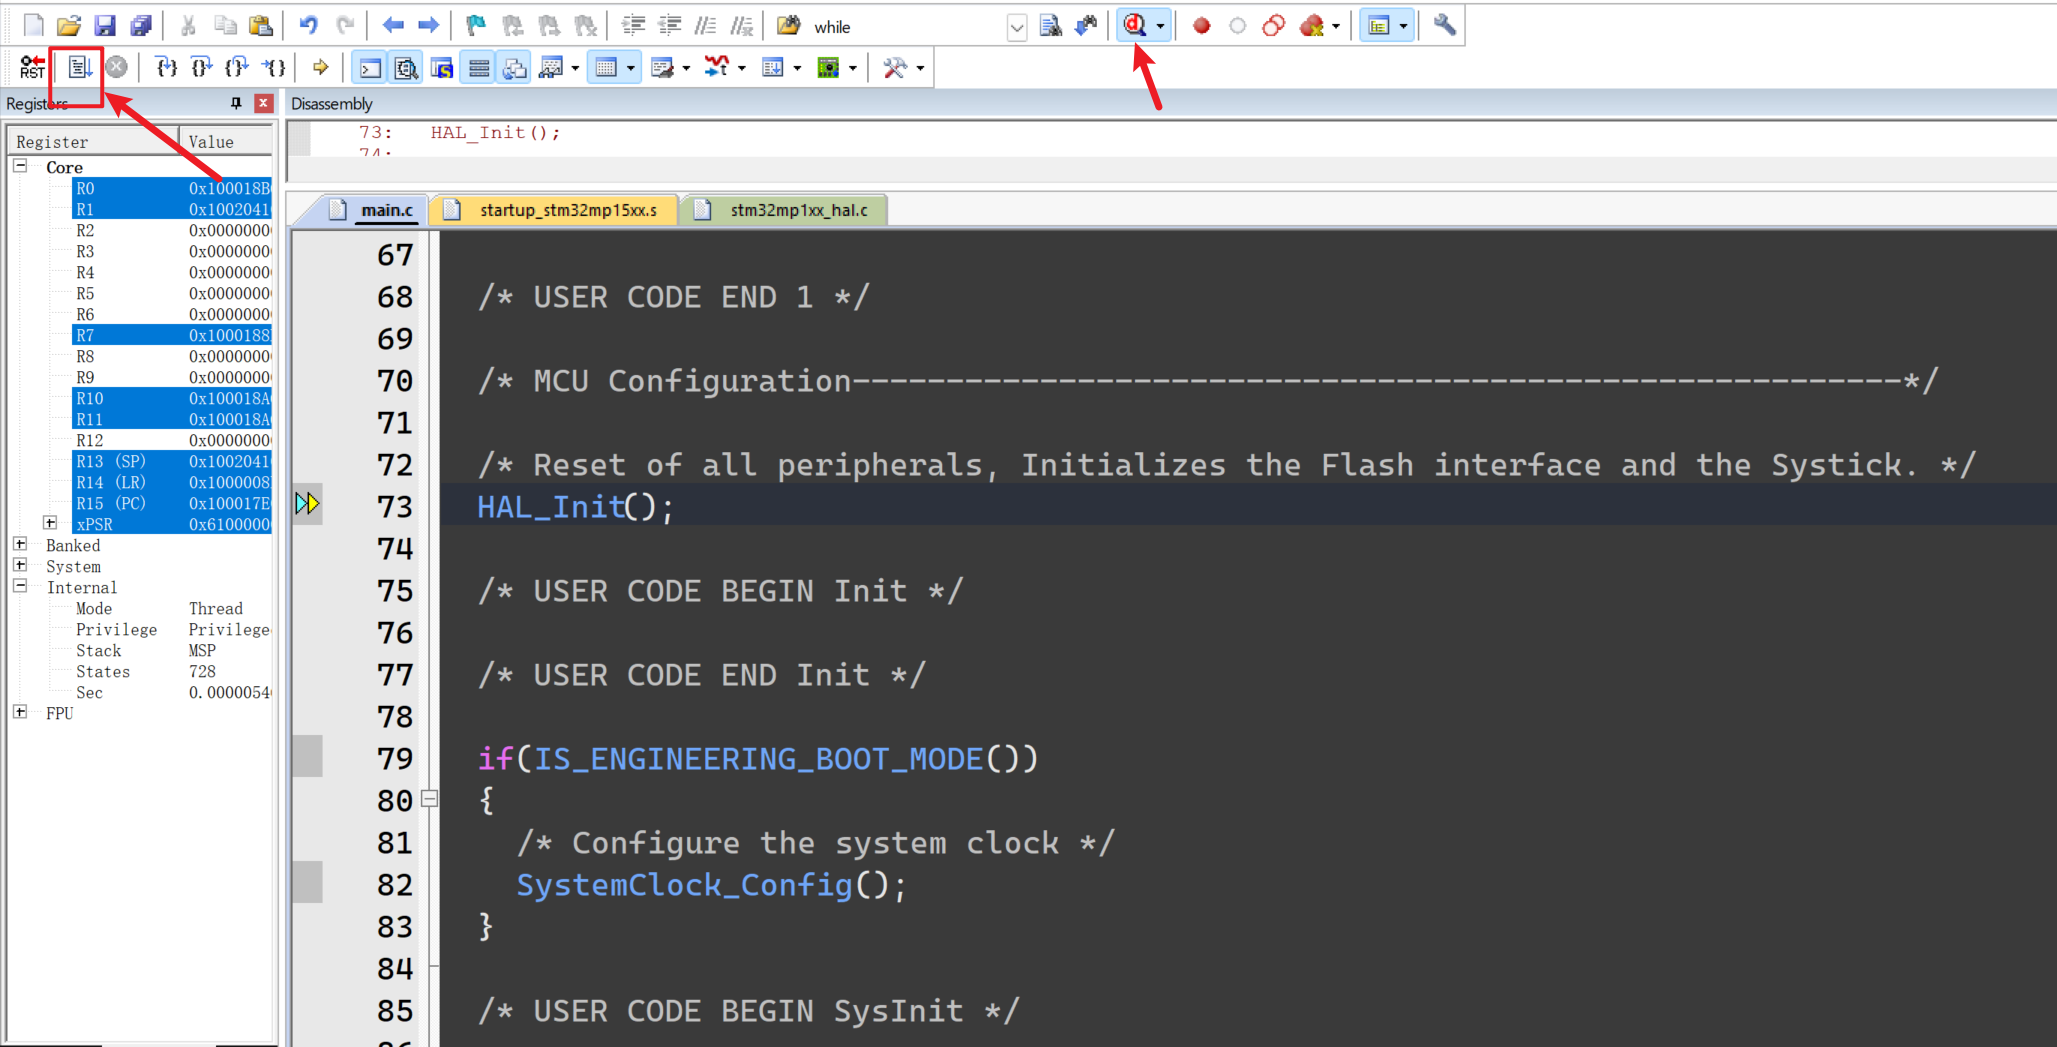 while
RST
Registers
Disassembly
73: HAL_Init();
74:
Register Value
Core
R0 0x100018B
R1 0x1002041
R2 0x0000000
R3 0x0000000
R4 0x0000000
R5 0x0000000
R6 0x0000000
R7 0x1000188
R8 0x0000000
R9 0x0000000
R10 0x100018A
R11 0x100018A
R12 0x0000000
R13 (SP) 0x1002041
R14 (LR) 0x1000008
R15 (PC) 0x100017E
xPSR 0x6100000
Banked
System
Internal
Mode Thread
Privilege Privilege
Stack MSP
States 728
Sec 0.0000054
FPU
main.c startup_stm32mp15xx.s stm32mp1xx_hal.c
67
68 /* USER CODE END 1 */
69
70 /* MCU Configuration--------------------------------------------------------*/
71
72 /* Reset of all peripherals, Initializes the Flash interface and the Systick. */
73 HAL_Init();
74
75 /* USER CODE BEGIN Init */
76
77 /* USER CODE END Init */
78
79 if(IS_ENGINEERING_BOOT_MODE())
80 {
81 /* Configure the system clock */
82 SystemClock_Config();
83 }
84
85 /* USER CODE BEGIN SysInit */